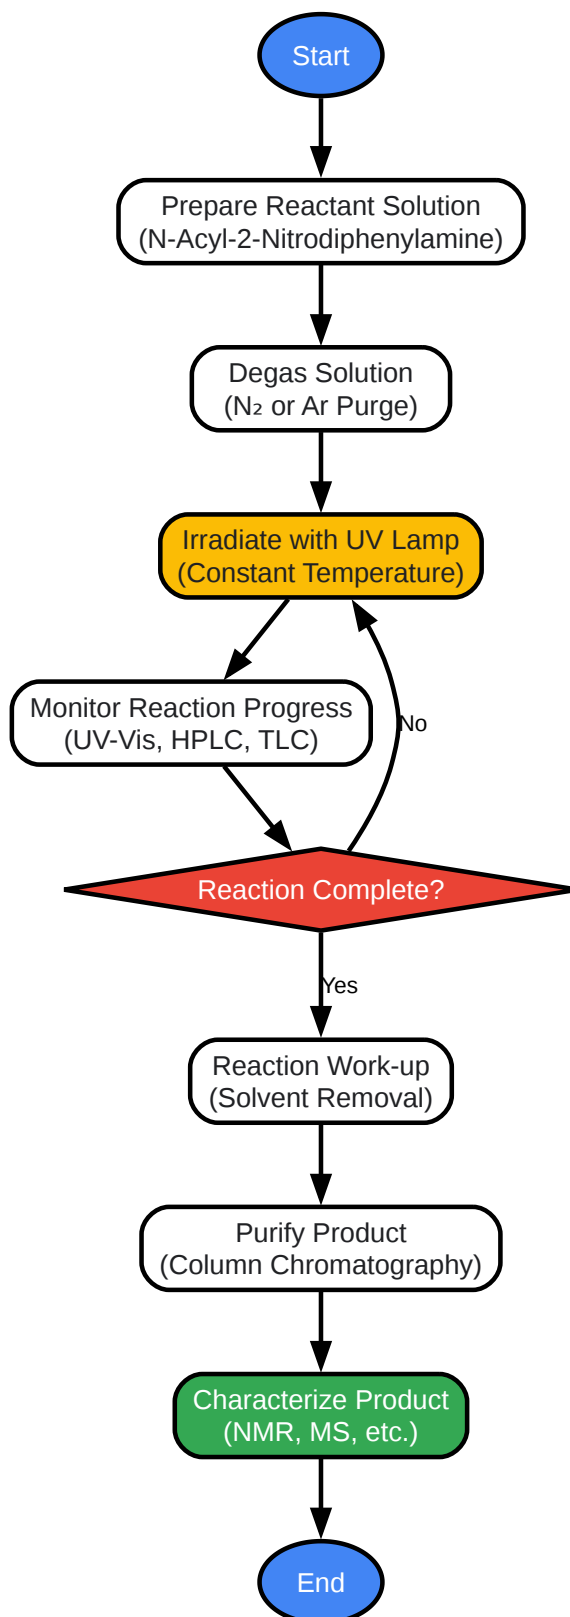 Start
Prepare Reactant Solution
(N-Acyl-2-Nitrodiphenylamine)
Degas Solution
(N₂ or Ar Purge)
Irradiate with UV Lamp
(Constant Temperature)
Monitor Reaction Progress
(UV-Vis, HPLC, TLC)
No
Reaction Complete?
Yes
Reaction Work-up
(Solvent Removal)
Purify Product
(Column Chromatography)
Characterize Product
(NMR, MS, etc.)
End